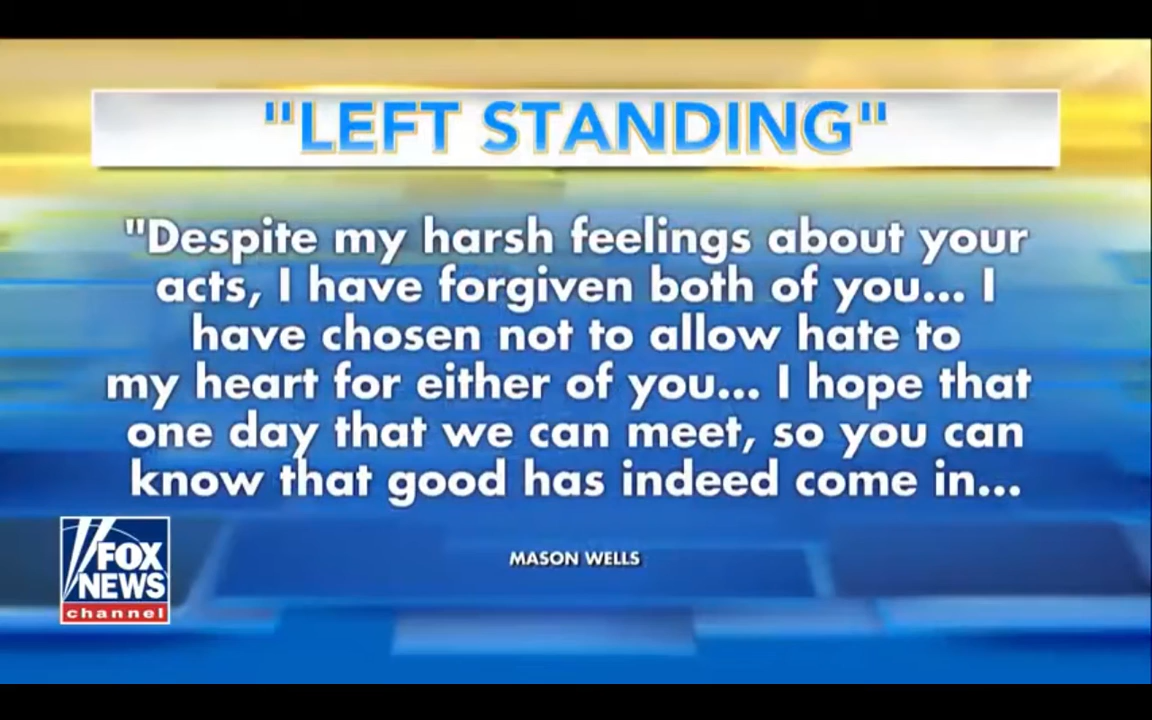 "LEFT STANDING"
"Despite my harsh feelings about your
acts, I have forgiven both of you... I
have chosen not to allow hate to
my heart for either of you... I hope that
one day that we can meet, so you can
know that good has indeed come in...
MASON WELLS
FOX
NEWS
channel